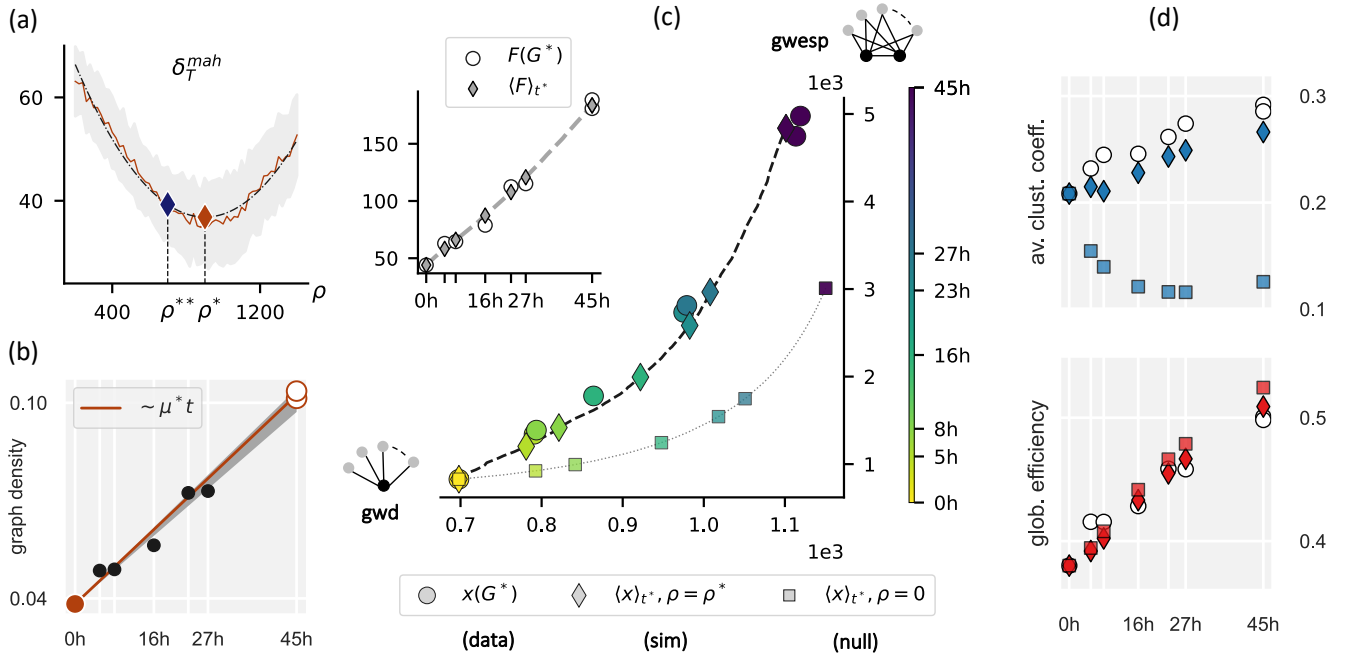 (a)
δ_T^{mah}
60
40
400
ρ**
ρ*
1200
ρ
(b)
~ μ*t
0.10
0.04
graph density
0h
16h
27h
45h
F(G*)
⟨F⟩_{t*}
150
100
50
0h
16h
27h
45h
(c)
gwesp
1e3
5
4
3
2
1
gwd
0.7
0.8
0.9
1.0
1.1
1e3
45h
27h
23h
16h
8h
5h
0h
x(G*)
⟨x⟩_{t*}, ρ = ρ*
⟨x⟩_{t*}, ρ = 0
(data)
(sim)
(null)
(d)
av. clust. coeff.
0.3
0.2
0.1
glob. efficiency
0.5
0.4
0h
16h
27h
45h